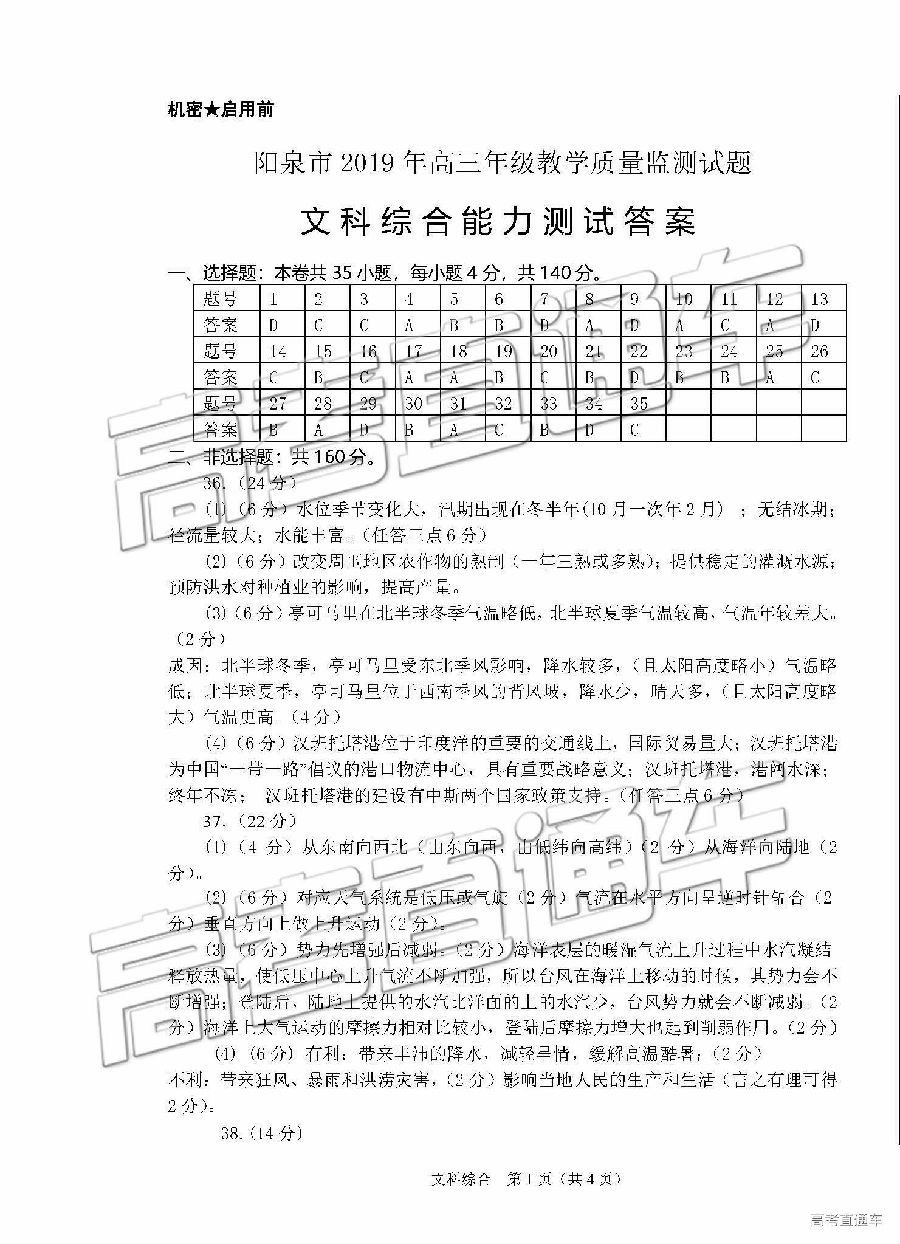 机密★启用前
阳泉市 2019 年高三年级教学质量监测试题
文科综合能力测试答案
一、选择题：本卷共 35 小题，每小题 4 分，共 140 分。
题号 1 2 3 4 5 6 7 8 9 10 11 12 13
答案 D C C A B B D A D A C A D
题号 14 15 16 17 18 19 20 21 22 23 24 25 26
答案 C B C A A B C B D B B A C
题号 27 28 29 30 31 32 33 34 35
答案 B A D B A C B D C
二、非选择题：共 160 分。
36.（24 分）
(1)（6 分）水位季节变化大，汛期出现在冬半年(10 月一次年 2 月）；无结冰期；
径流量较大；水能丰富。（任答三点 6 分）
(2)（6 分）改变周围地区农作物的熟制（一年三熟或多熟）；提供稳定的灌溉水源；
预防洪水对种植业的影响，提高产量。
(3)（6 分）亭可马里在北半球冬季气温略低，北半球夏季气温较高，气温年较差大。
（2 分）
成因：北半球冬季，亭可马里受东北季风影响，降水较多，（且太阳高度略小）气温略
低；北半球夏季，亭可马里位于西南季风的背风坡，降水少，晴天多，（且太阳高度略
大）气温更高（4 分）
(4)（6 分）汉班托塔港位于印度洋的重要的交通线上，国际贸易量大；汉班托塔港
为中国“一带一路”倡议的港口物流中心，具有重要战略意义；汉班托塔港，港阔水深；
终年不冻； 汉班托塔港的建设有中斯两个国家政策支持。（任答三点 6 分）
37.（22 分）
(1)（4 分）从东南向西北（由东向西，由低纬向高纬）（2 分）从海洋向陆地（2
分）。
(2)（6 分）对应大气系统是低压或气旋（2 分）气流在水平方向呈逆时针辐合（2
分）垂直方向上做上升运动（2 分）。
(3)（6 分）势力先增强后减弱。（2 分）海洋表层的暖湿气流上升过程中水汽凝结
释放热量，使低压中心上升气流不断加强，所以台风在海洋上移动的时候，其势力会不
断增强；登陆后，陆地上提供的水汽比洋面的上的水汽少，台风势力就会不断减弱。（2
分）海洋上大气运动的摩擦力相对比较小，登陆后摩擦力增大也起到削弱作用。（2 分）
(4)（6 分）有利：带来丰沛的降水，减轻旱情，缓解高温酷暑；（2 分）
不利：带来狂风、暴雨和洪涝灾害，（2 分）影响当地人民的生产和生活（言之有理可得
2 分）。
38.（14 分）
文科综合 第 1 页（共 4 页）
高考直通车
高考直通车
高考直通车